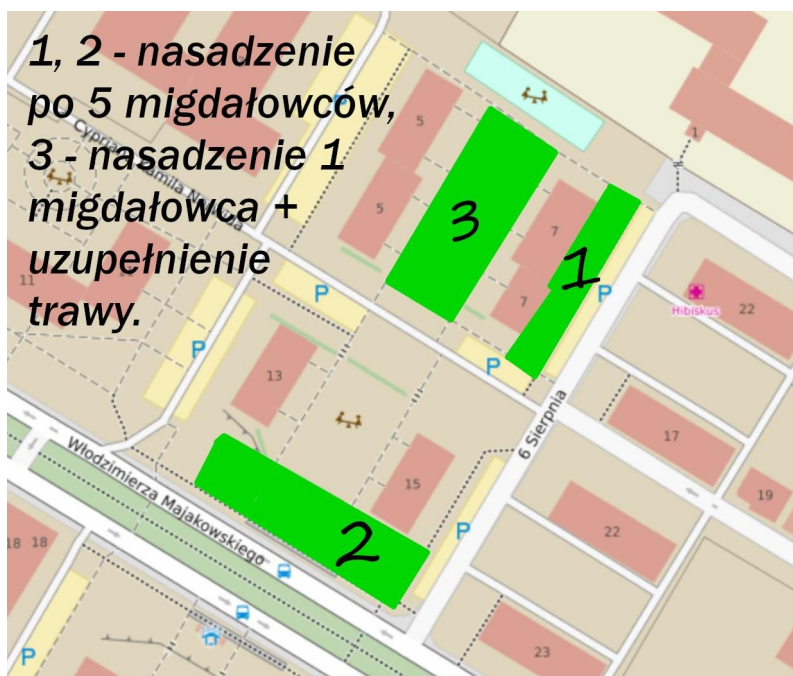 1, 2 - nasadzenie
po 5 migdałowców,
3 - nasadzenie 1
migdałowca +
uzupełnienie
trawy.
5
5
3
7
7
1
1
P
P
P
P
P
P
11
13
15
2
22
Hibiskus
17
19
22
23
18 18
6 Sierpnia
Włodzimierza Majakowskiego